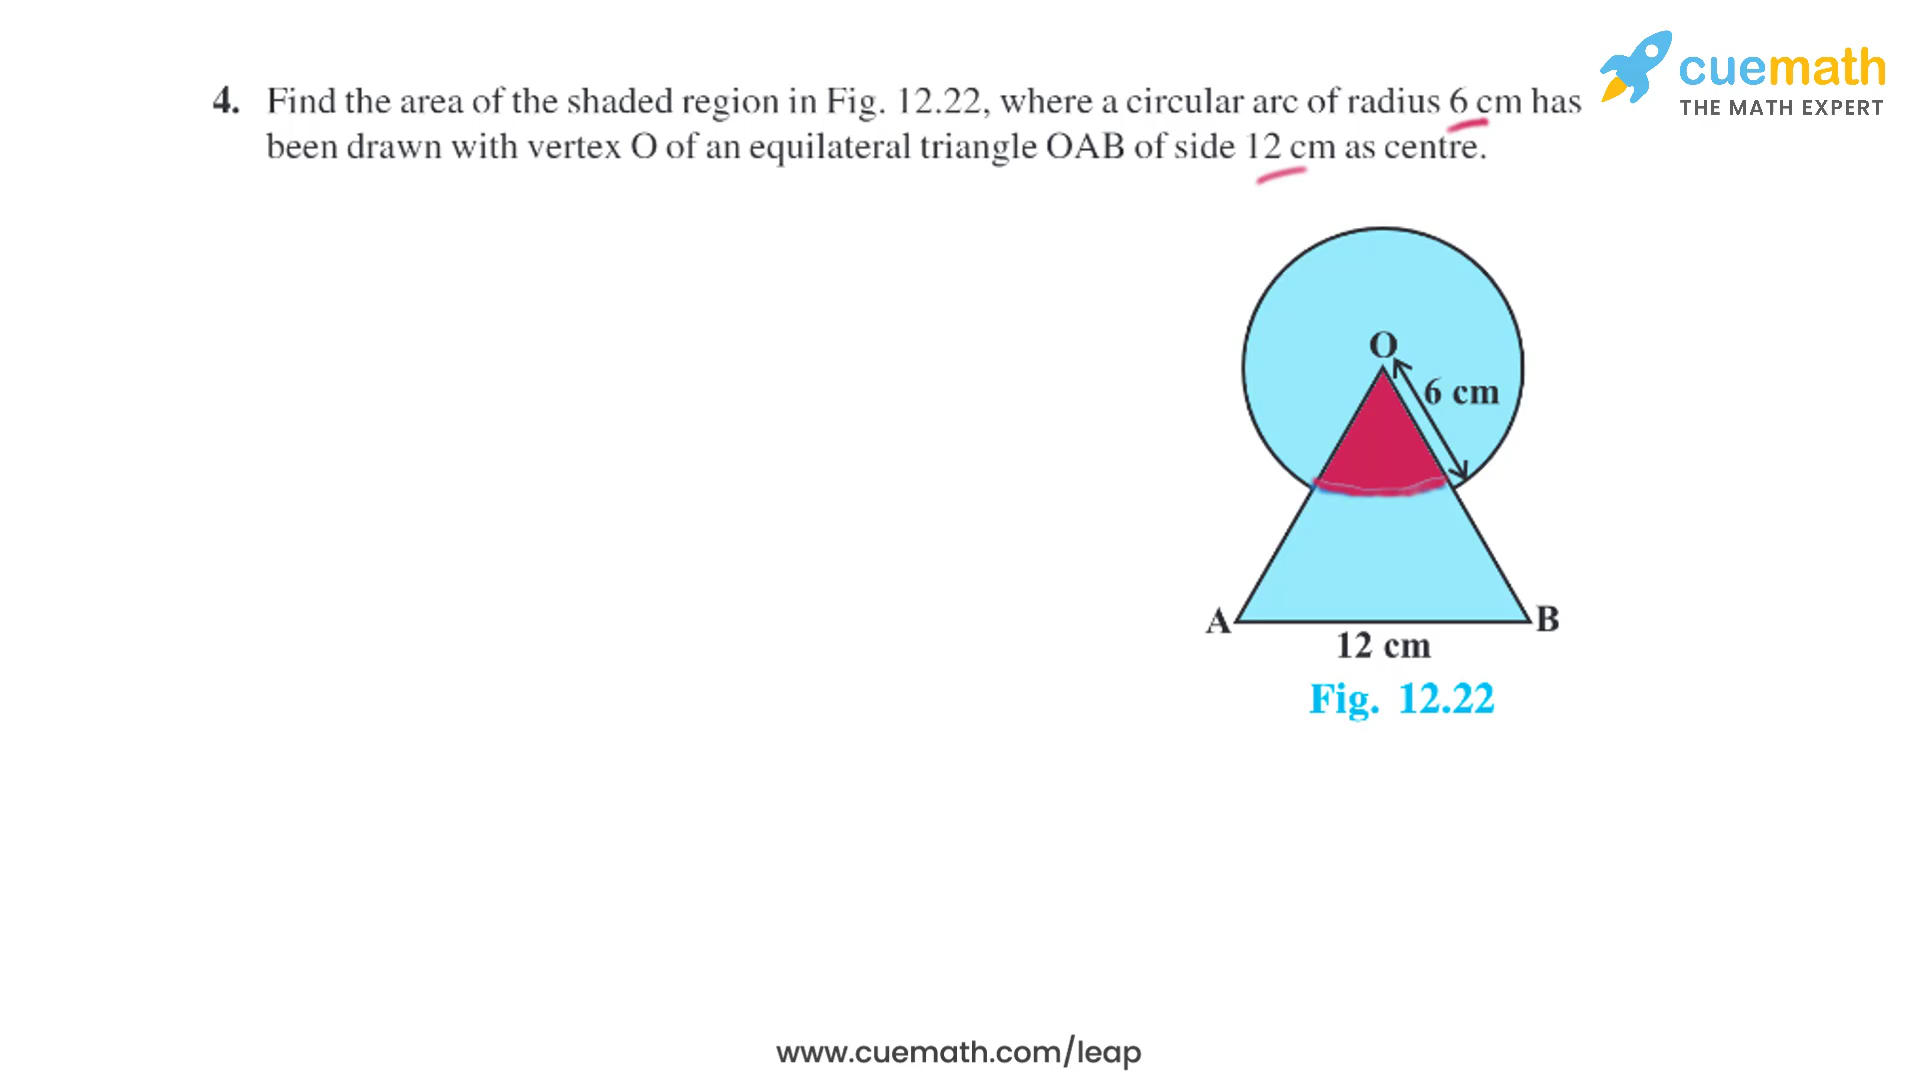 cuemath
THE MATH EXPERT
4. Find the area of the shaded region in Fig. 12.22, where a circular arc of radius 6 cm has
been drawn with vertex O of an equilateral triangle OAB of side 12 cm as centre.
O
6 cm
A
B
12 cm
Fig. 12.22
www.cuemath.com/leap